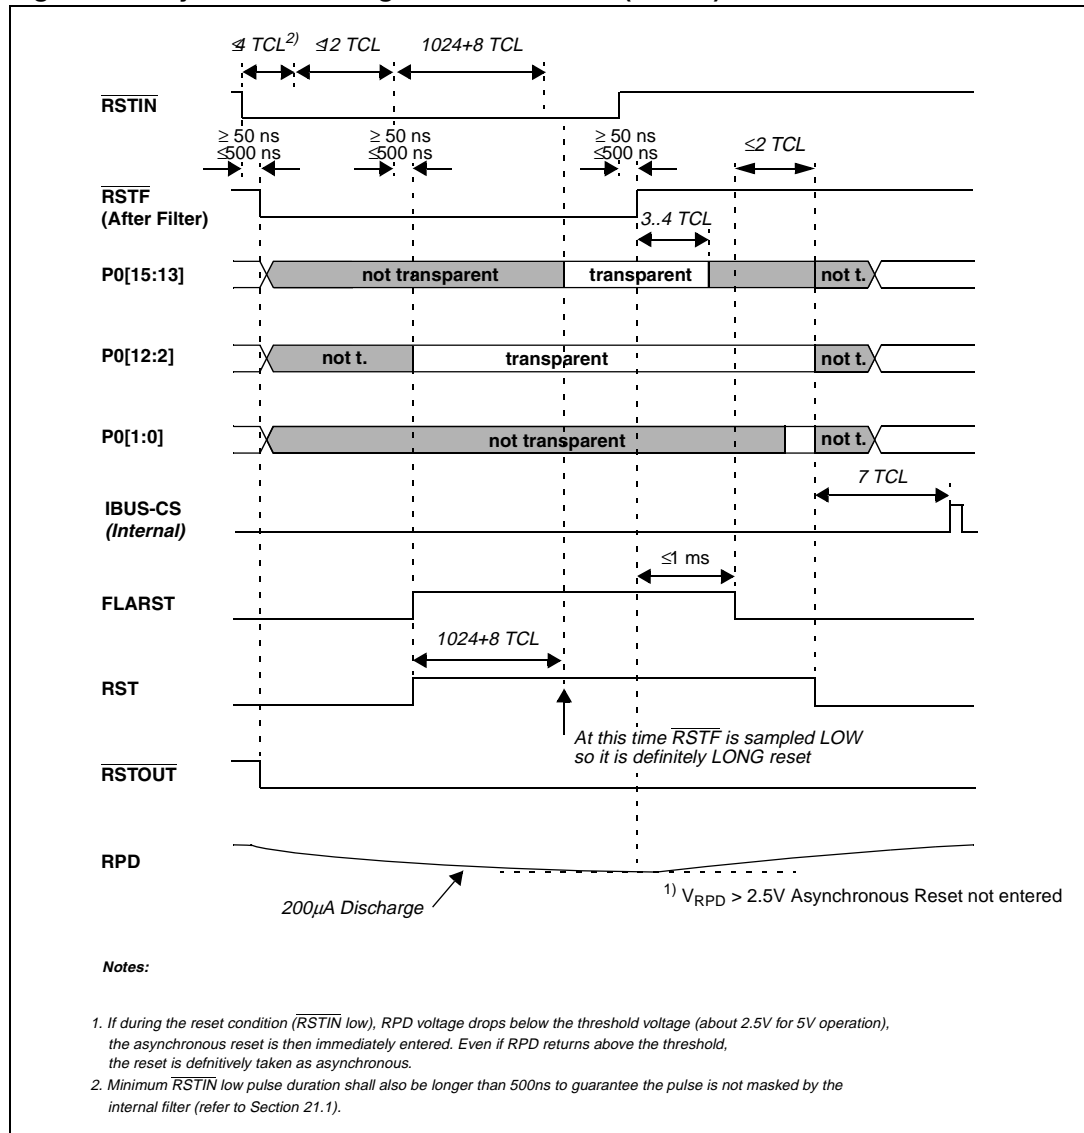 ≤4 TCL2) ≤12 TCL 1024+8 TCL
RSTIN
≥ 50 ns ≥ 50 ns ≥ 50 ns
≤500 ns ≤500 ns ≤500 ns ≤2 TCL
RSTF
(After Filter)
3..4 TCL
P0[15:13] not transparent transparent not t.
P0[12:2] not t. transparent not t.
P0[1:0] not transparent not t.
7 TCL
IBUS-CS
(Internal)
≤1 ms
FLARST
1024+8 TCL
RST
At this time RSTF is sampled LOW
so it is definitely LONG reset
RSTOUT
RPD
200μA Discharge
1) VRPD > 2.5V Asynchronous Reset not entered
Notes:
1. If during the reset condition (RSTIN low), RPD voltage drops below the threshold voltage (about 2.5V for 5V operation),
the asynchronous reset is then immediately entered. Even if RPD returns above the threshold,
the reset is defnitively taken as asynchronous.
2. Minimum RSTIN low pulse duration shall also be longer than 500ns to guarantee the pulse is not masked by the
internal filter (refer to Section 21.1).